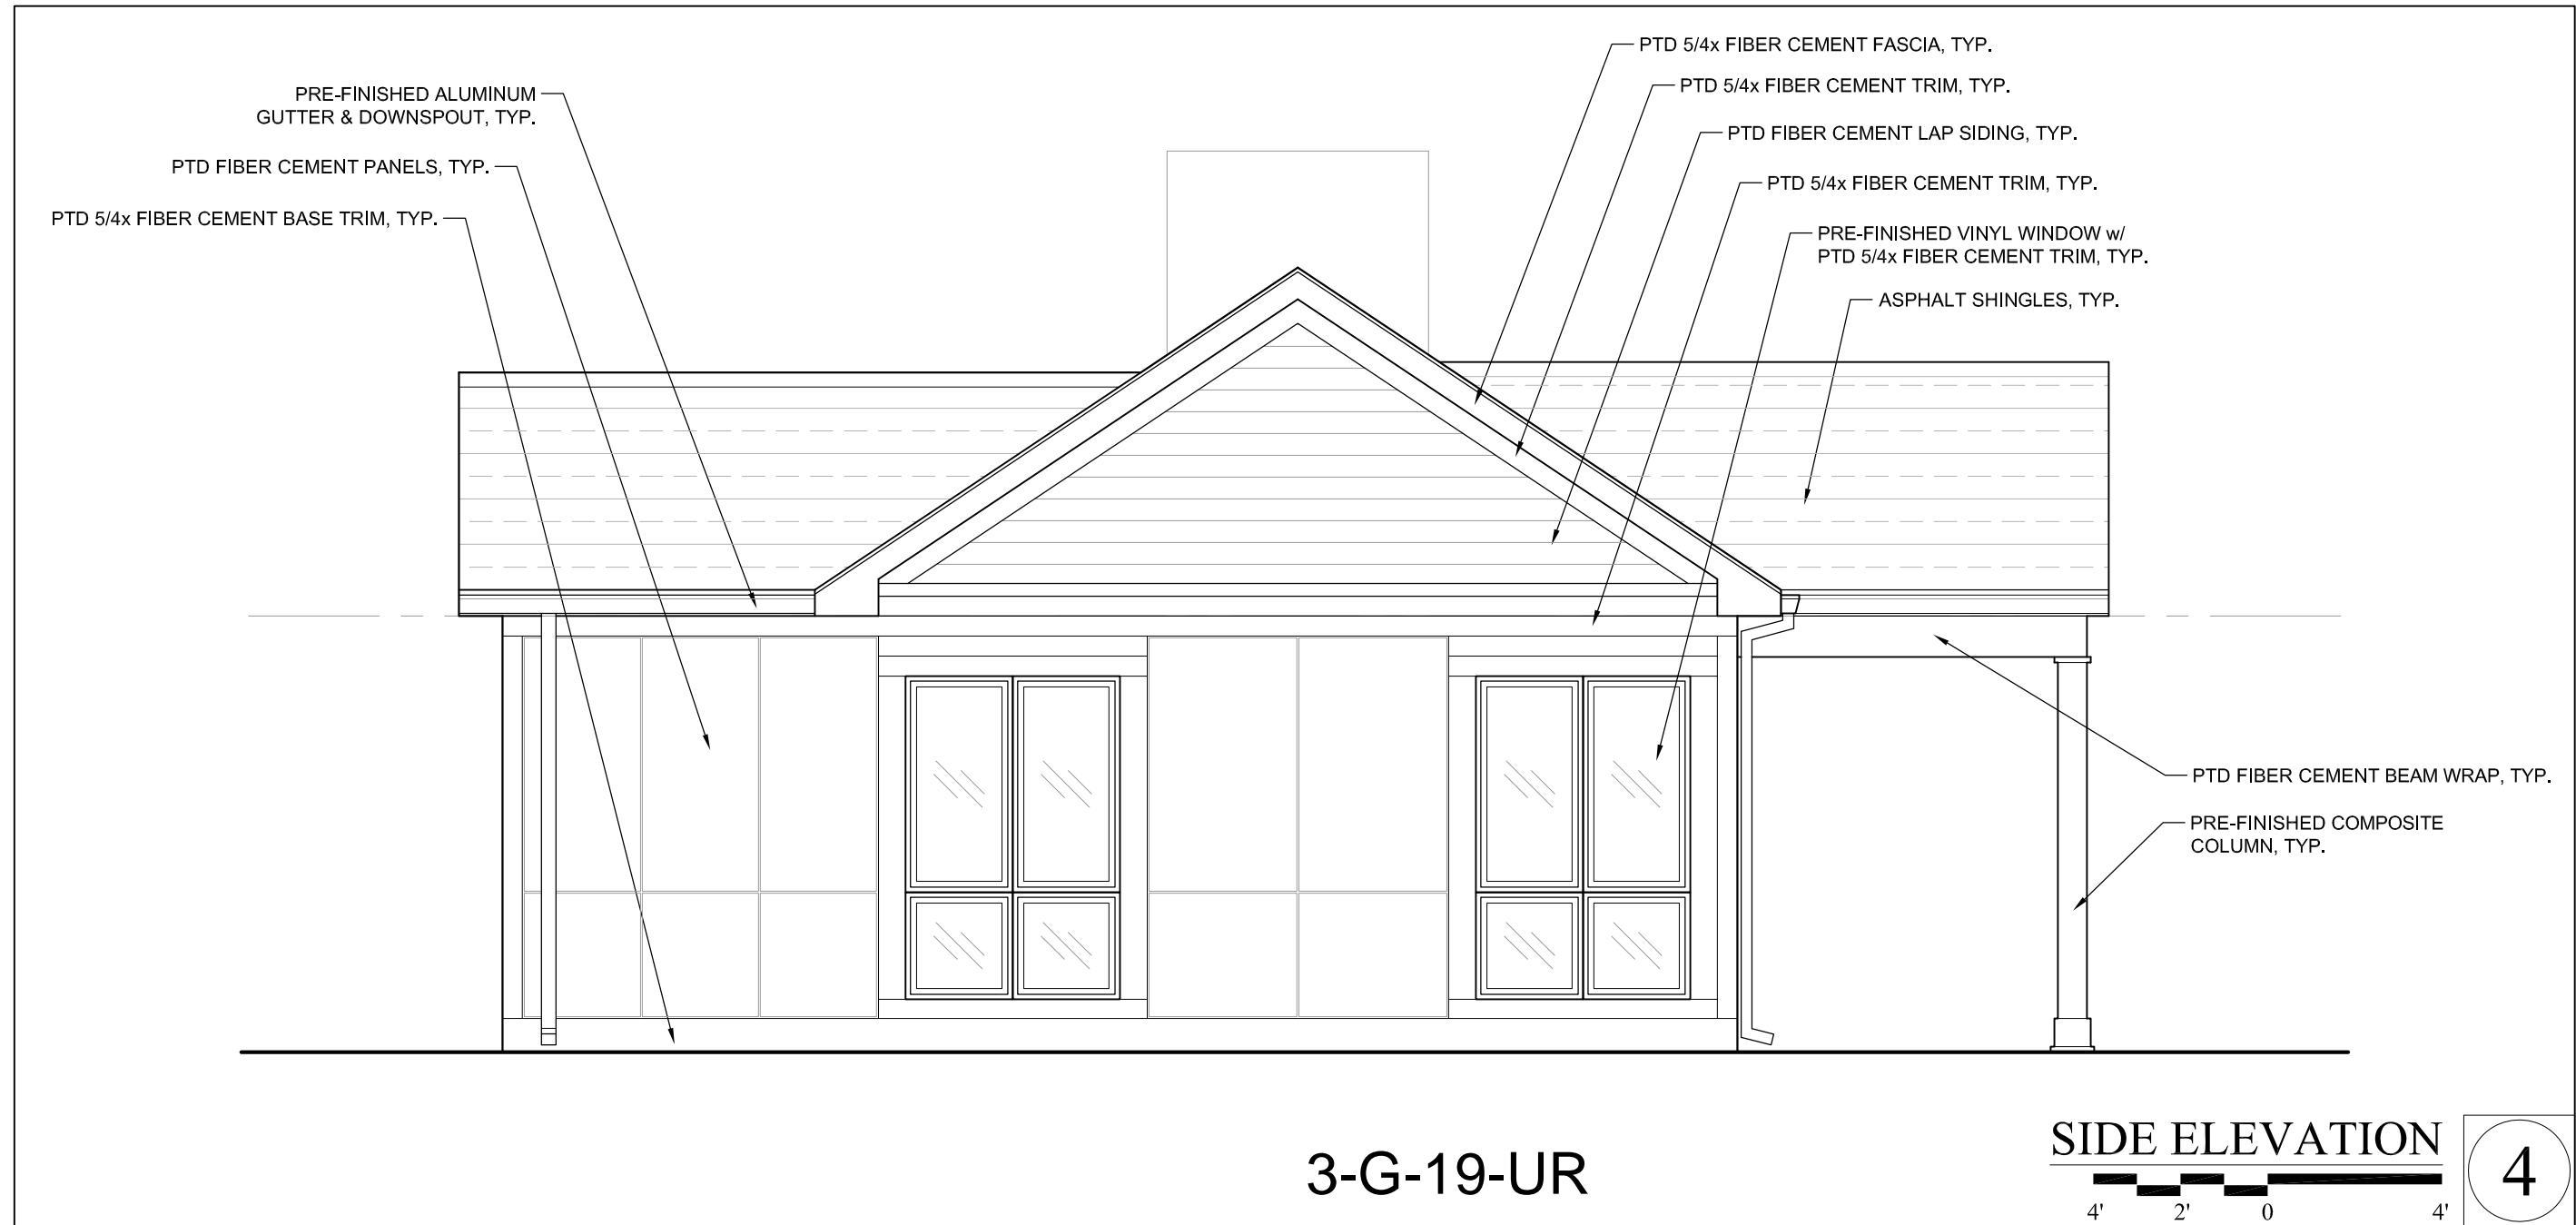 PRE-FINISHED ALUMINUM
GUTTER & DOWNSPOUT, TYP.
PTD FIBER CEMENT PANELS, TYP.
PTD 5/4x FIBER CEMENT BASE TRIM, TYP.
PTD 5/4x FIBER CEMENT FASCIA, TYP.
PTD 5/4x FIBER CEMENT TRIM, TYP.
PTD FIBER CEMENT LAP SIDING, TYP.
PTD 5/4x FIBER CEMENT TRIM, TYP.
PRE-FINISHED VINYL WINDOW w/
PTD 5/4x FIBER CEMENT TRIM, TYP.
ASPHALT SHINGLES, TYP.
PTD FIBER CEMENT BEAM WRAP, TYP.
PRE-FINISHED COMPOSITE
COLUMN, TYP.
3-G-19-UR
SIDE ELEVATION
4' 2' 0 4'
4